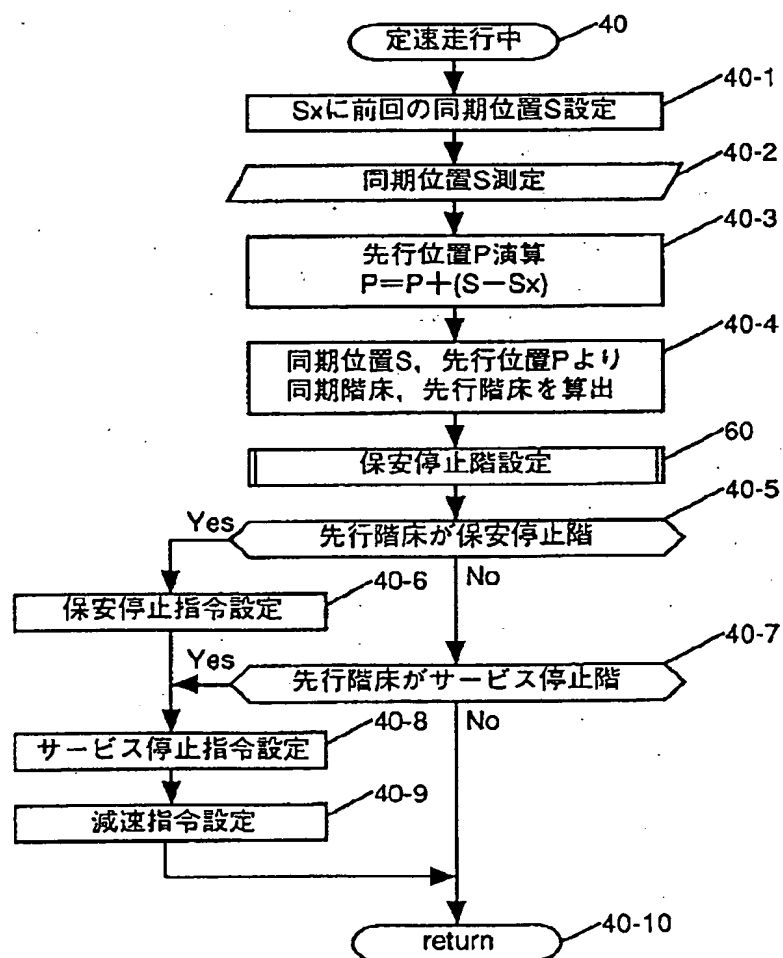 定速走行中
40
40-1
Sxに前回の同期位置S設定
40-2
同期位置S測定
40-3
先行位置P演算
P=P+(S-Sx)
40-4
同期位置S，先行位置Pより
同期階床，先行階床を算出
60
保安停止階設定
40-5
Yes
先行階床が保安停止階
No
40-6
保安停止指令設定
40-7
Yes
先行階床がサービス停止階
No
40-8
サービス停止指令設定
40-9
減速指令設定
40-10
return